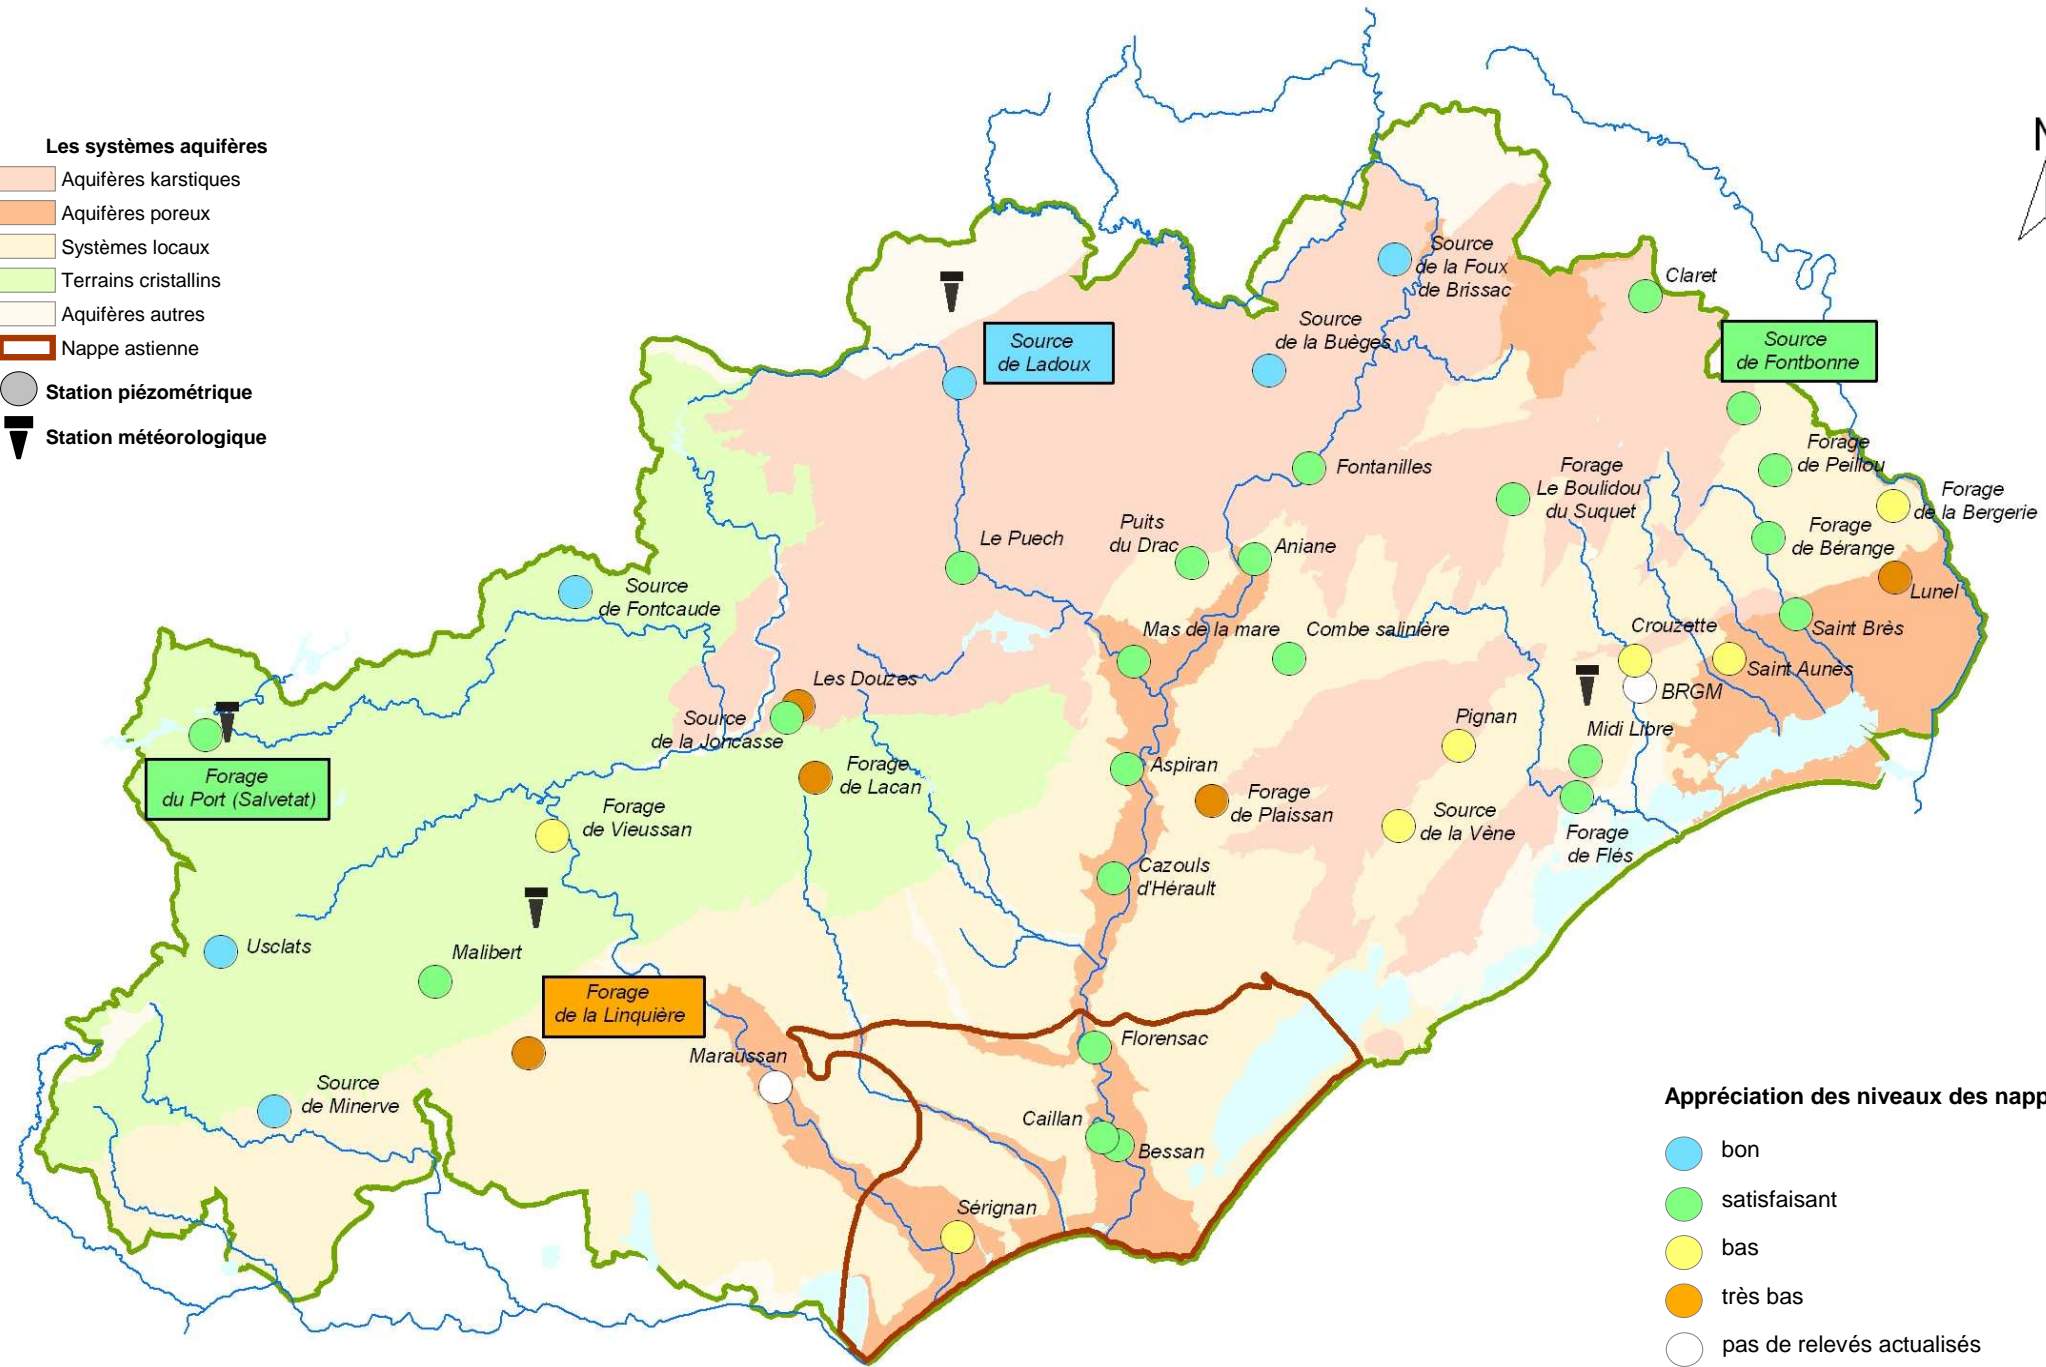 Les systèmes aquifères
Aquifères karstiques
Aquifères poreux
Systèmes locaux
Terrains cristallins
Aquifères autres
Nappe astienne
Station piézométrique
Station météorologique
N
Source
de la Foux
de Brissac
Claret
Source
de la Buèges
Source
de Ladoux
Source
de Fontbonne
Fontanilles
Forage
Le Boulidou
du Suquet
Forage
de Peillou
Forage
de la Bergerie
Forage
de Bérange
Le Puech
Puits
du Drac
Aniane
Source
de Fontcaude
Lunel
Saint Brès
Mas de la mare
Combe salinière
Crouzette
Saint Aunès
BRGM
Les Douzes
Source
de la Joncasse
Pignan
Midi Libre
Forage
du Port (Salvetat)
Forage
de Lacan
Aspiran
Forage
de Plaissan
Forage
de Vieussan
Source
de la Vène
Forage
de Flés
Cazouls
d'Hérault
Usclats
Malibert
Forage
de la Linquière
Maraussan
Florensac
Source
de Minerve
Caillan
Bessan
Sérignan
Appréciation des niveaux des napp
bon
satisfaisant
bas
très bas
pas de relevés actualisés